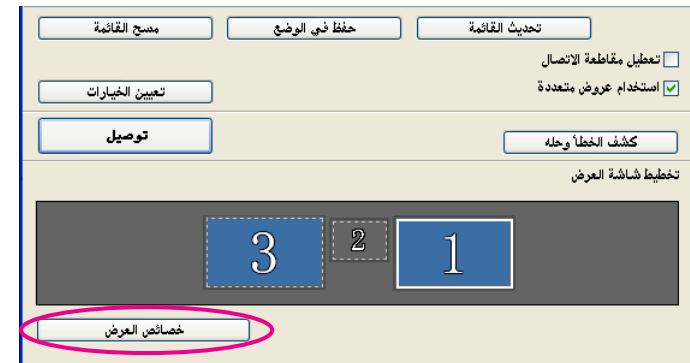 تحديث القائمة
حفظ في الوضع
مسح القائمة
تعطيل مقاطعة الاتصال
استخدام عروض متعددة
تعيين الخيارات
توصيل
كشف الخطأ وحله
تخطيط شاشة العرض
1
2
3
خصائص العرض